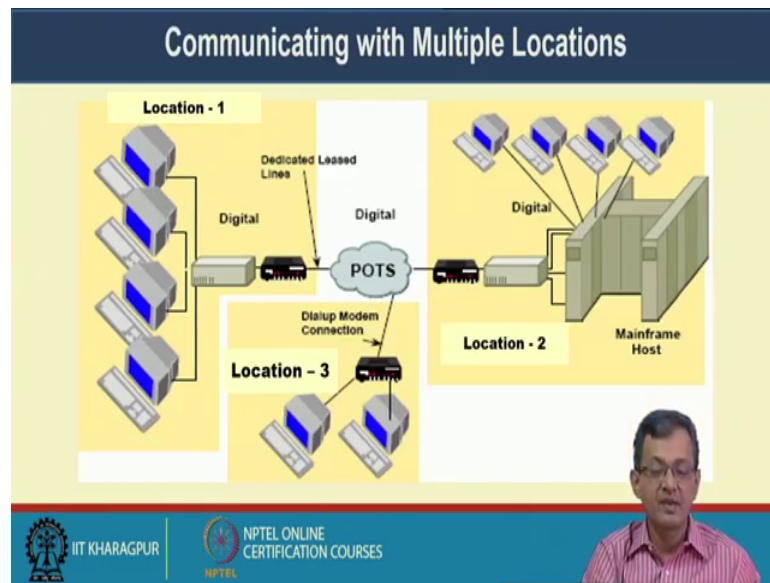 Communicating with Multiple Locations
Location - 1
Dedicated Leased
Lines
Digital
Digital
POTS
Digital
Dialup Modem
Connection
Location – 3
Location - 2
Mainframe
Host
IIT KHARAGPUR
NPTEL
NPTEL ONLINE
CERTIFICATION COURSES